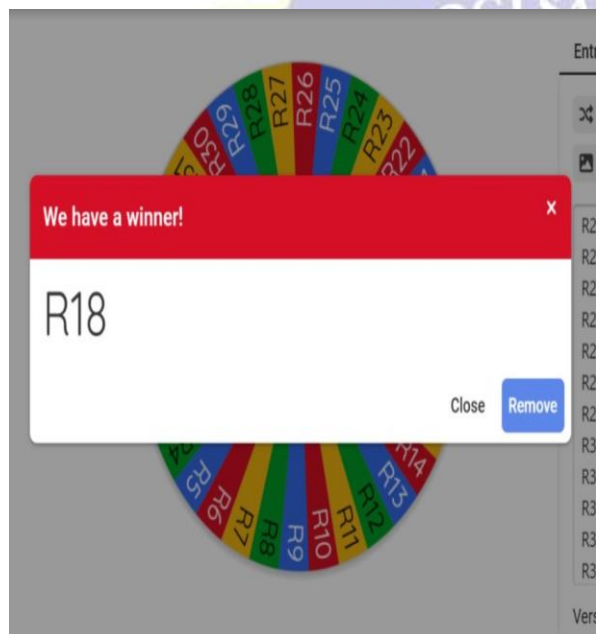 Entr
R30
R29
R28
R27
R26
R25
R24
R23
R22
We have a winner!
x
R18
Close
Remove
R2
R2
R2
R2
R2
R2
R2
R3
R3
R3
R3
R3
R5
R6
R7
R8
R9
R10
R11
R12
R13
R14
Vers